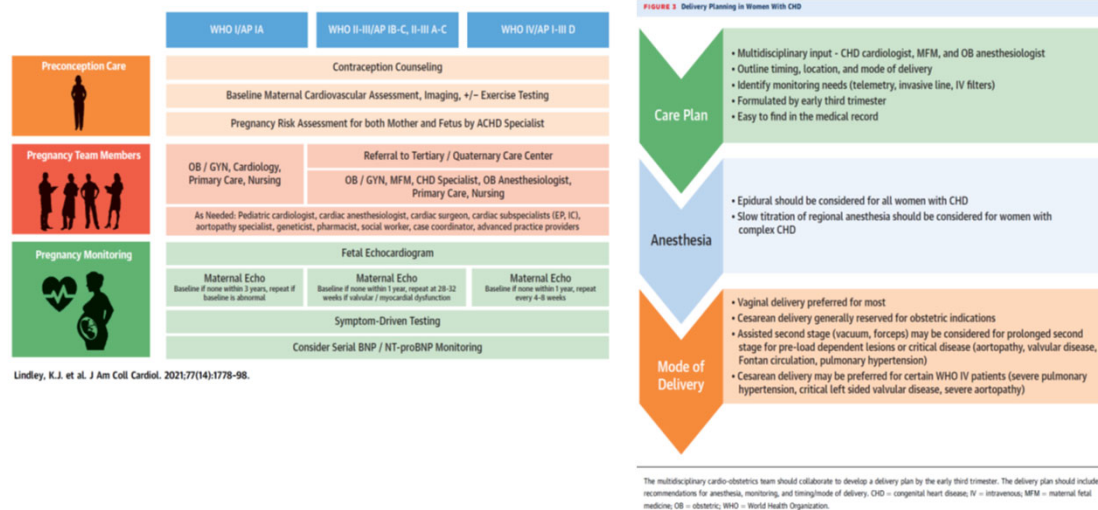 WHO I/AP IA
WHO II-III/AP IB-C, II-III A-C
WHO IV/AP I-III D
Preconception Care
Contraception Counseling
Baseline Maternal Cardiovascular Assessment, Imaging, +/− Exercise Testing
Pregnancy Risk Assessment for both Mother and Fetus by ACHD Specialist
Pregnancy Team Members
OB / GYN, Cardiology,
Primary Care, Nursing
Referral to Tertiary / Quaternary Care Center
OB / GYN, MFM, CHD Specialist, OB Anesthesiologist,
Primary Care, Nursing
As Needed: Pediatric cardiologist, cardiac anesthesiologist, cardiac surgeon, cardiac subspecialists (EP, IC),
aortopathy specialist, geneticist, pharmacist, social worker, case coordinator, advanced practice providers
Pregnancy Monitoring
Fetal Echocardiogram
Maternal Echo
Baseline if none within 3 years, repeat if
baseline is abnormal
Maternal Echo
Baseline if none within 1 year, repeat at 28-32
weeks if valvular / myocardial dysfunction
Maternal Echo
Baseline if none within 1 year, repeat
every 4-8 weeks
Symptom-Driven Testing
Consider Serial BNP / NT-proBNP Monitoring
Lindley, K.J. et al. J Am Coll Cardiol. 2021;77(14):1778–98.
FIGURE 3 Delivery Planning in Women With CHD
Care Plan
• Multidisciplinary input - CHD cardiologist, MFM, and OB anesthesiologist
• Outline timing, location, and mode of delivery
• Identify monitoring needs (telemetry, invasive line, IV filters)
• Formulated by early third trimester
• Easy to find in the medical record
Anesthesia
• Epidural should be considered for all women with CHD
• Slow titration of regional anesthesia should be considered for women with
complex CHD
Mode of
Delivery
• Vaginal delivery preferred for most
• Cesarean delivery generally reserved for obstetric indications
• Assisted second stage (vacuum, forceps) may be considered for prolonged second
stage for pre-load dependent lesions or critical disease (aortopathy, valvular disease,
Fontan circulation, pulmonary hypertension)
• Cesarean delivery may be preferred for certain WHO IV patients (severe pulmonary
hypertension, critical left sided valvular disease, severe aortopathy)
The multidisciplinary cardio-obstetrics team should collaborate to develop a delivery plan by the early third trimester. The delivery plan should include
recommendations for anesthesia, monitoring, and timing/mode of delivery. CHD = congenital heart disease; IV = intravenous; MFM = maternal fetal
medicine; OB = obstetric; WHO = World Health Organization.